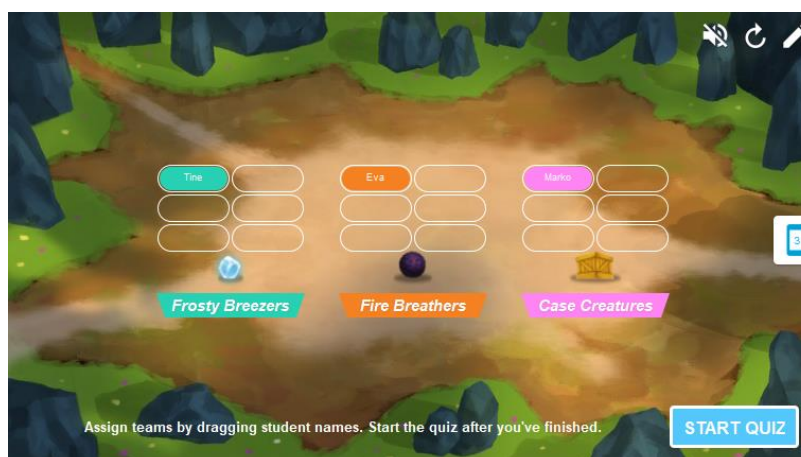 Tine
Eva
Marko
3
Frosty Breezers
Fire Breathers
Case Creatures
Assign teams by dragging student names. Start the quiz after you've finished.
START QUIZ